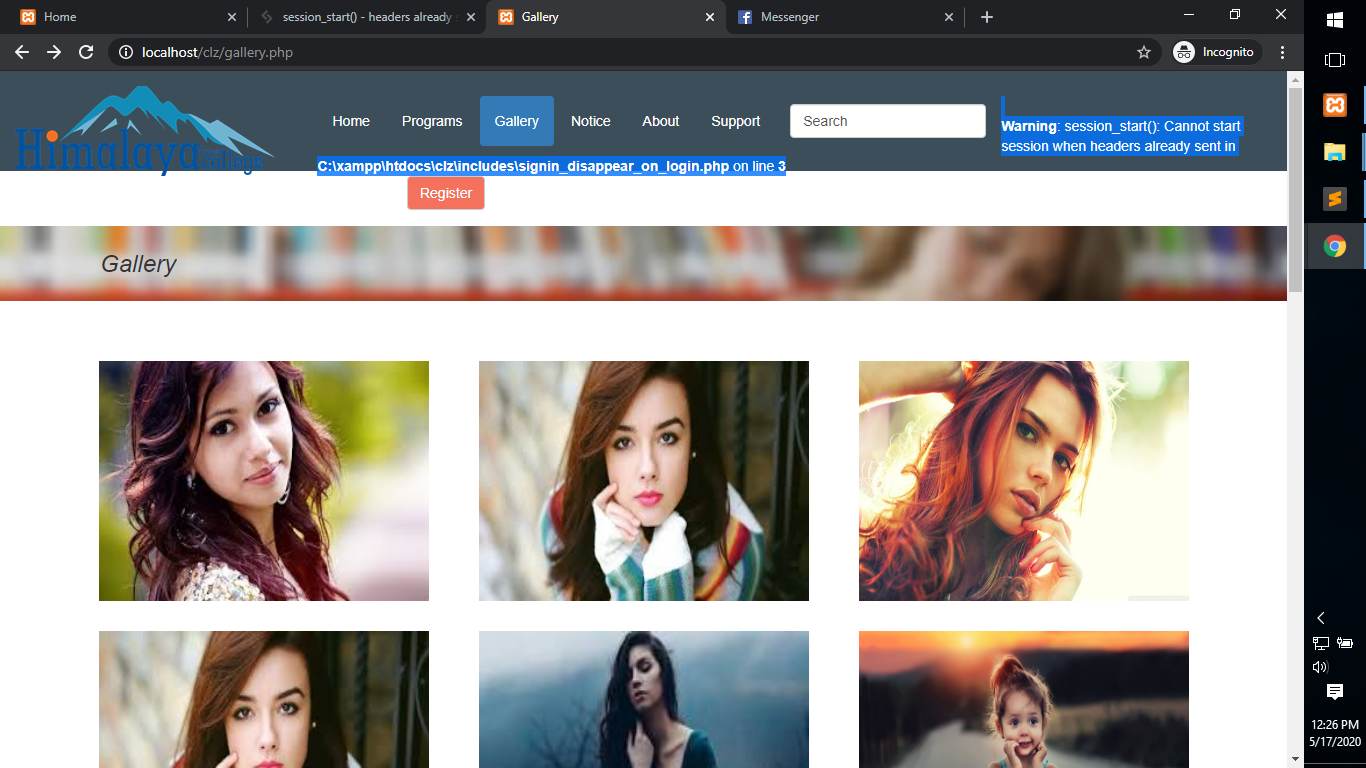 Home
session_start() - headers already
Gallery
Messenger
localhost/clz/gallery.php
Incognito
Himalaya
college
Home
Programs
Gallery
Notice
About
Support
Search
Warning: session_start(): Cannot start
session when headers already sent in
C:\xampp\htdocs\clz\includes\signin_disappear_on_login.php on line 3
Register
Gallery
12:26 PM
5/17/2020